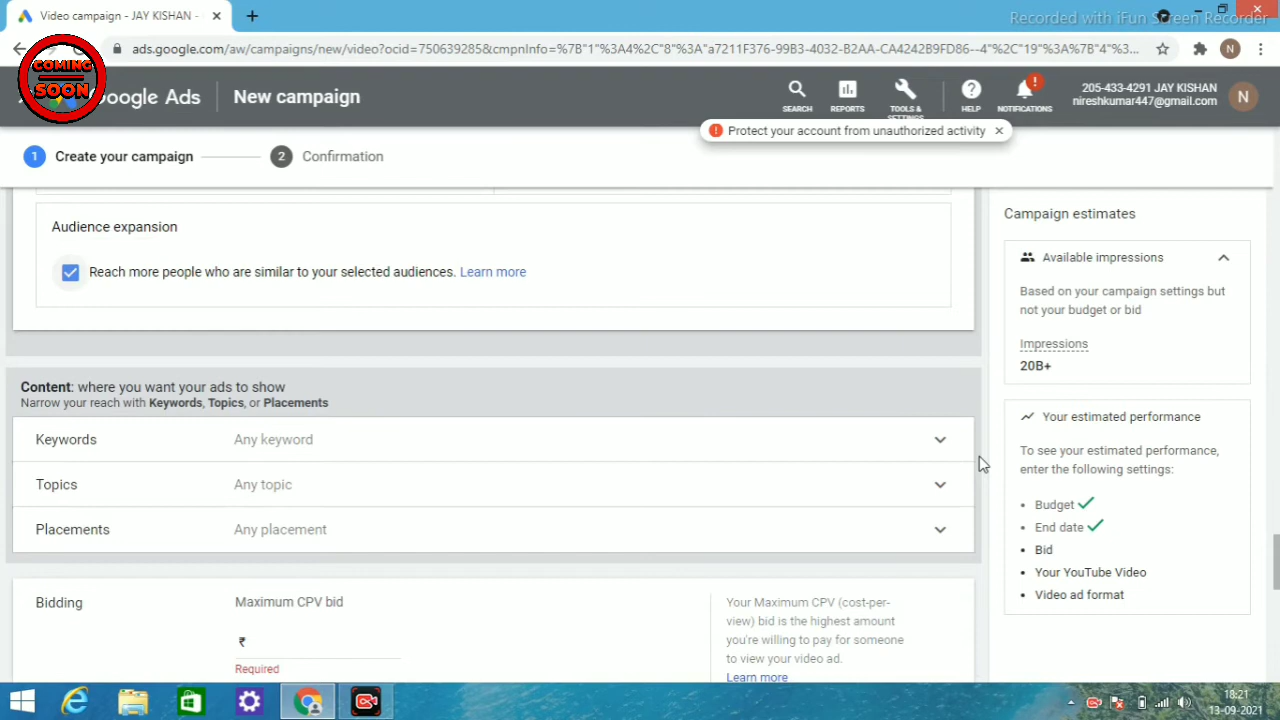 Video campaign - JAY KISHAN -
Recorded with iFun Screen Recorder
ads.google.com/aw/campaigns/new/video?ocid=750639285&cmpnInfo=%7B"1"%3A4%2C"8"%3A"a7211F376-99B3-4032-B2AA-CA4242B9FD86--4"%2C"19"%3A%7B"4"%3...
N
COMING
SOON
Google Ads
New campaign
SEARCH
REPORTS
TOOLS &
SETTINGS
HELP
NOTIFICATIONS
205-433-4291 JAY KISHAN
nireshkumar447@gmail.com
N
Protect your account from unauthorized activity
1 Create your campaign
2 Confirmation
Audience expansion
Reach more people who are similar to your selected audiences. Learn more
Content: where you want your ads to show
Narrow your reach with Keywords, Topics, or Placements
Keywords Any keyword
Topics Any topic
Placements Any placement
Bidding
Maximum CPV bid
₹
Required
Your Maximum CPV (cost-per-
view) bid is the highest amount
you're willing to pay for someone
to view your video ad.
Learn more
Campaign estimates
Available impressions
Based on your campaign settings but
not your budget or bid
Impressions
20B+
Your estimated performance
To see your estimated performance,
enter the following settings:
Budget
End date
Bid
Your YouTube Video
Video ad format
18:21
13-09-2021